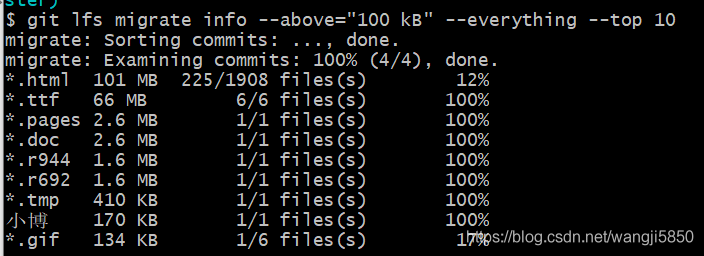 ster)
$ git lfs migrate info --above="100 kB" --everything --top 10
migrate: Sorting commits: ..., done.
migrate: Examining commits: 100% (4/4), done.
*.html 101 MB 225/1908 files(s) 12%
*.ttf 66 MB 6/6 files(s) 100%
*.pages 2.6 MB 1/1 files(s) 100%
*.doc 2.6 MB 1/1 files(s) 100%
*.r944 1.6 MB 1/1 files(s) 100%
*.r692 1.6 MB 1/1 files(s) 100%
*.tmp 410 KB 1/1 files(s) 100%
小博 170 KB 1/1 files(s) 100%
*.gif 134 KB 1/6 files(s) 17%
https://blog.csdn.net/wangji5850